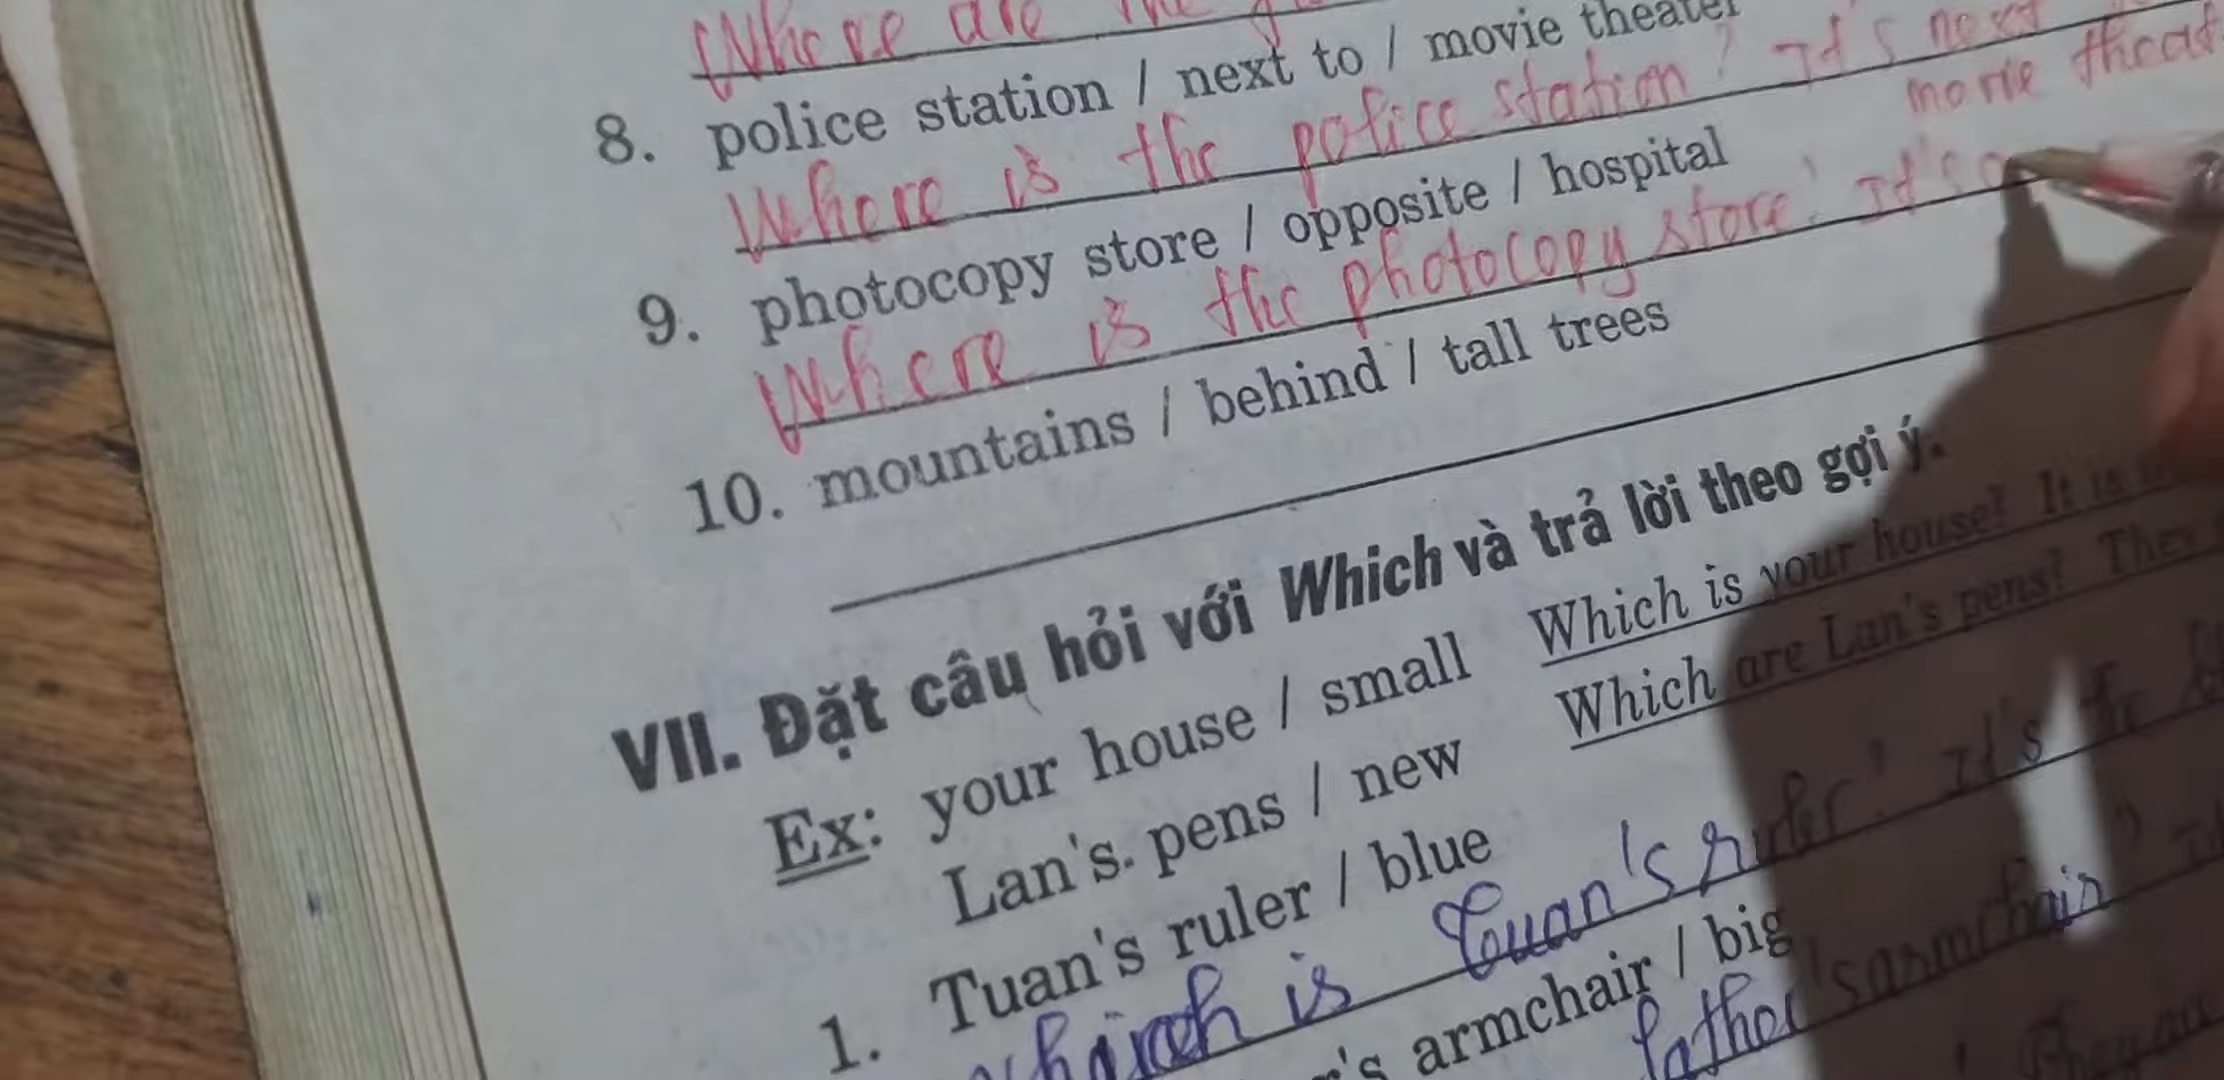 Where are the
8. police station / next to / movie theater
Where is the police station? It's next
movie theat
9. photocopy store / opposite / hospital
Where is the photocopy store? It's o
10. mountains / behind / tall trees
VII. Đặt câu hỏi với Which và trả lời theo gợi ý.
Ex: your house / small Which is your house? It is
Lan's pens / new Which are Lan's pens? They
1. Tuan's ruler / blue
which is Tuan's ruler? It's the
's armchair / big
father's armchair?
They are